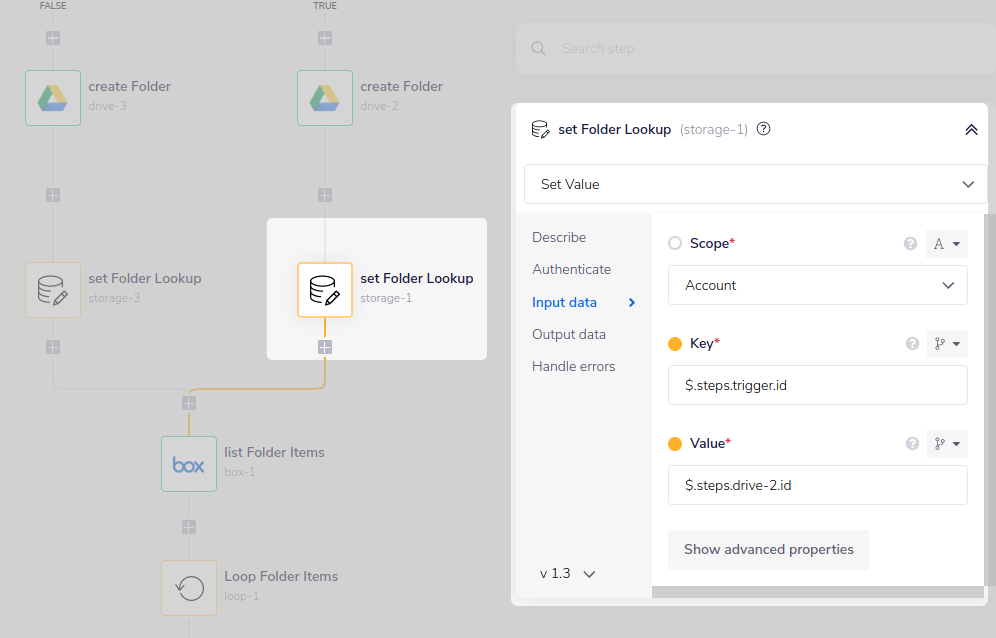 FALSE
TRUE
create Folder
drive-3
create Folder
drive-2
set Folder Lookup
storage-3
set Folder Lookup
storage-1
box
list Folder Items
box-1
Loop Folder Items
loop-1
Search step
set Folder Lookup (storage-1) ?
Set Value
Describe
Authenticate
Input data
Output data
Handle errors
v 1.3
Scope* ? A
Account
Key* ?
$.steps.trigger.id
Value* ?
$.steps.drive-2.id
Show advanced properties